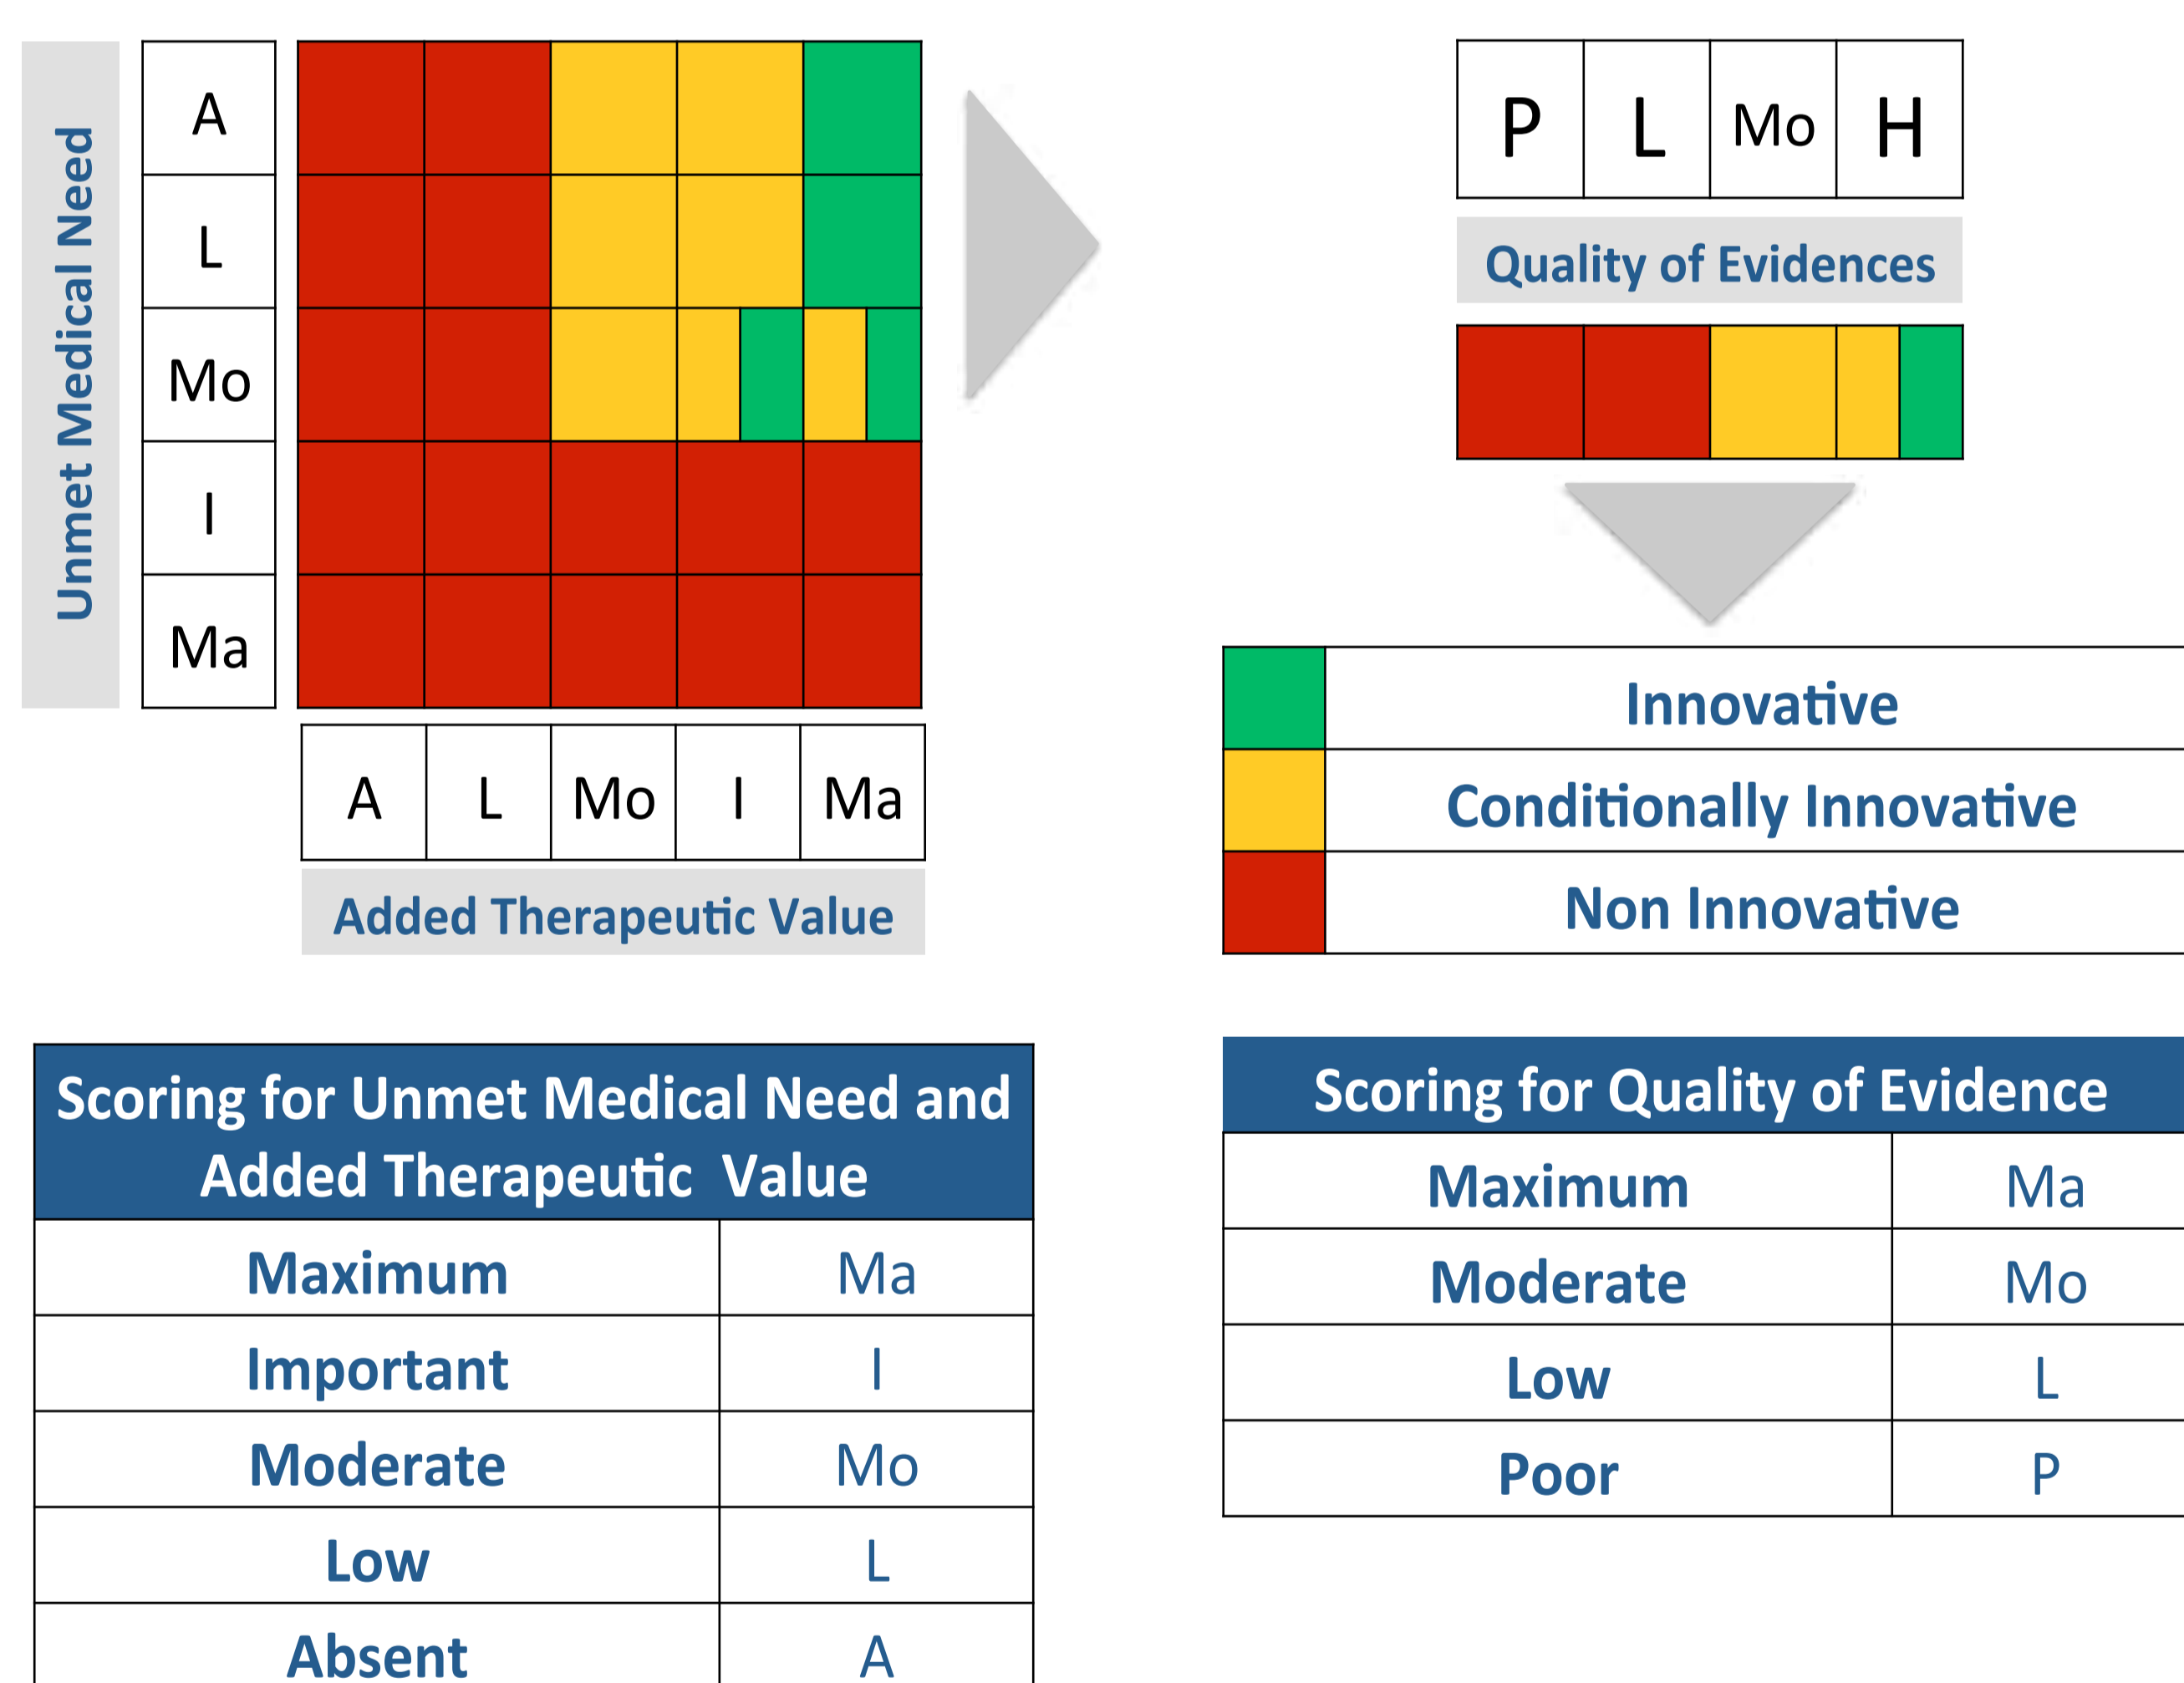 Unmet Medical Need
A
L
Mo
I
Ma
A L Mo I Ma
Added Therapeutic Value
P L Mo H
Quality of Evidences
Innovative
Conditionally Innovative
Non Innovative
Scoring for Unmet Medical Need and
Added Therapeutic Value
Maximum Ma
Important I
Moderate Mo
Low L
Absent A
Scoring for Quality of Evidence
Maximum Ma
Moderate Mo
Low L
Poor P